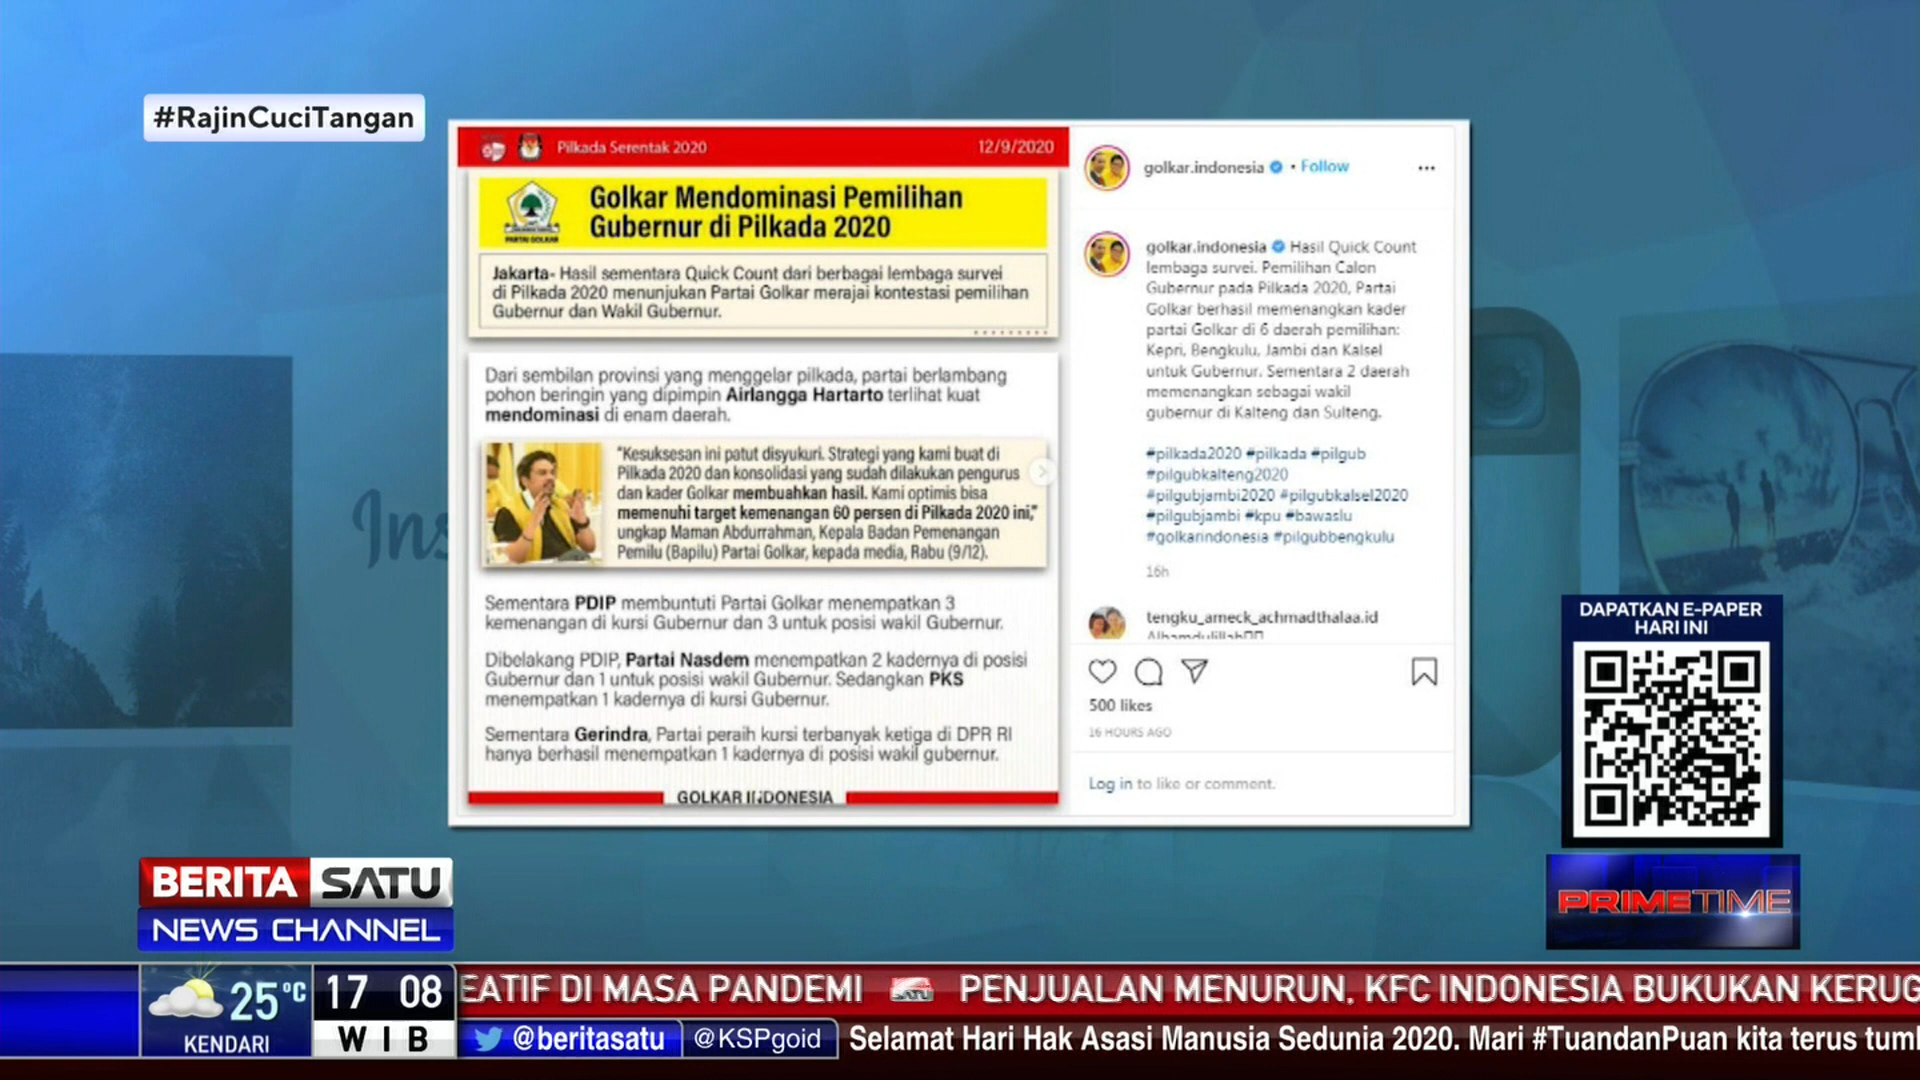 #RajinCuciTangan
Pilkada Serentak 2020
12/9/2020
PARTAI GOLKAR
Golkar Mendominasi Pemilihan
Gubernur di Pilkada 2020
Jakarta- Hasil sementara Quick Count dari berbagai lembaga survei
di Pilkada 2020 menunjukan Partai Golkar merajai kontestasi pemilihan
Gubernur dan Wakil Gubernur.
Dari sembilan provinsi yang menggelar pilkada, partai berlambang
pohon beringin yang dipimpin Airlangga Hartarto terlihat kuat
mendominasi di enam daerah.
"Kesuksesan ini patut disyukuri. Strategi yang kami buat di
Pilkada 2020 dan konsolidasi yang sudah dilakukan pengurus
dan kader Golkar membuahkan hasil. Kami optimis bisa
memenuhi target kemenangan 60 persen di Pilkada 2020 ini,"
ungkap Maman Abdurrahman, Kepala Badan Pemenangan
Pemilu (Bapilu) Partai Golkar, kepada media, Rabu (9/12).
Sementara PDIP membuntuti Partai Golkar menempatkan 3
kemenangan di kursi Gubernur dan 3 untuk posisi wakil Gubernur.
Dibelakang PDIP, Partai Nasdem menempatkan 2 kadernya di posisi
Gubernur dan 1 untuk posisi wakil Gubernur. Sedangkan PKS
menempatkan 1 kadernya di kursi Gubernur.
Sementara Gerindra, Partai peraih kursi terbanyak ketiga di DPR RI
hanya berhasil menempatkan 1 kadernya di posisi wakil gubernur.
GOLKAR INDONESIA
golkar.indonesia • Follow
golkar.indonesia Hasil Quick Count
lembaga survei. Pemilihan Calon
Gubernur pada Pilkada 2020, Partai
Golkar berhasil memenangkan kader
partai Golkar di 6 daerah pemilihan:
Kepri, Bengkulu, Jambi dan Kalsel
untuk Gubernur. Sementara 2 daerah
memenangkan sebagai wakil
gubernur di Kalteng dan Sulteng.
#pilkada2020 #pilkada #pilgub
#pilgubkalteng2020
#pilgubjambi2020 #pilgubkalsel2020
#pilgubjambi #kpu #bawaslu
#golkarindonesia #pilgubbengkulu
16h
tengku_ameck_achmadthalaa.id
Alhamdulillah
500 likes
16 HOURS AGO
Log in to like or comment.
Ins
DAPATKAN E-PAPER
HARI INI
BERITA SATU
NEWS CHANNEL
PRIMETIME
25°C
KENDARI
17 08
WIB
EATIF DI MASA PANDEMI SATU PENJUALAN MENURUN, KFC INDONESIA BUKUKAN KERUG
@beritasatu @KSPgoid Selamat Hari Hak Asasi Manusia Sedunia 2020. Mari #TuandanPuan kita terus tuml